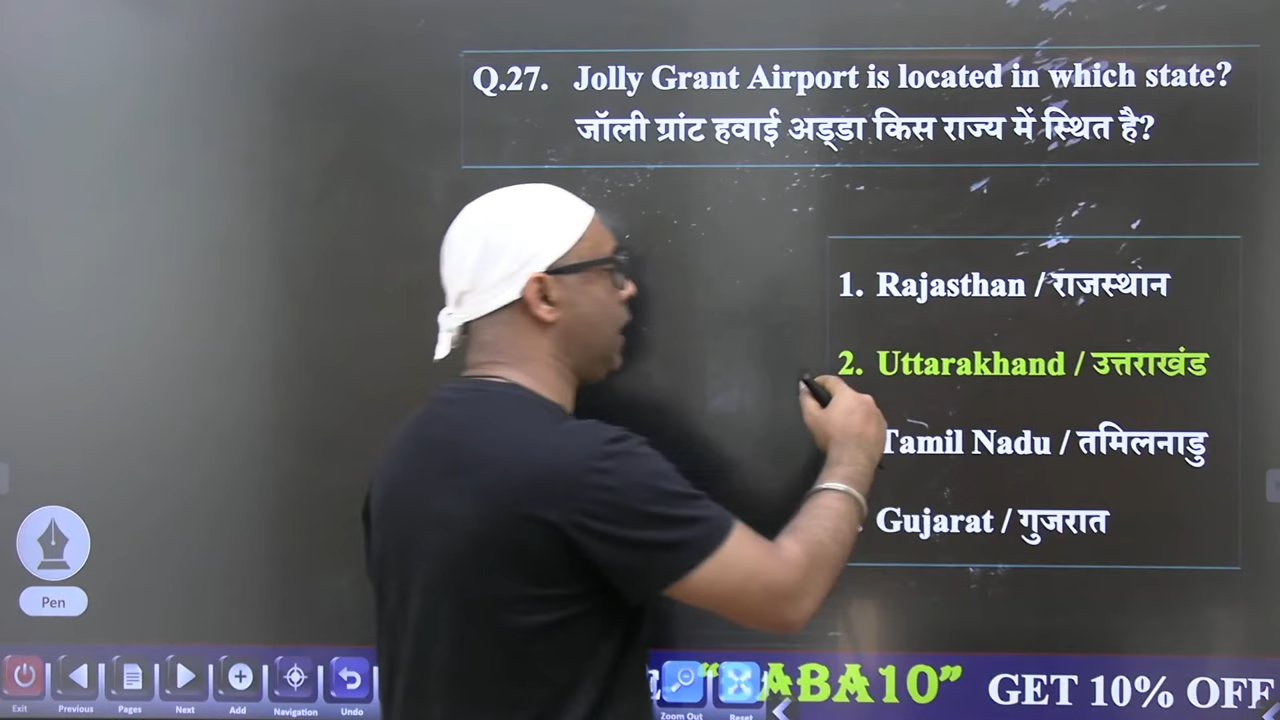 Q.27. Jolly Grant Airport is located in which state?
जॉली ग्रांट हवाई अड्डा किस राज्य में स्थित है?
1. Rajasthan / राजस्थान
2. Uttarakhand / उत्तराखंड
Tamil Nadu / तमिलनाडु
Gujarat / गुजरात
Pen
Exit Previous Pages Next Add Navigation Undo Zoom Out Reset
ABA10” GET 10% OFF